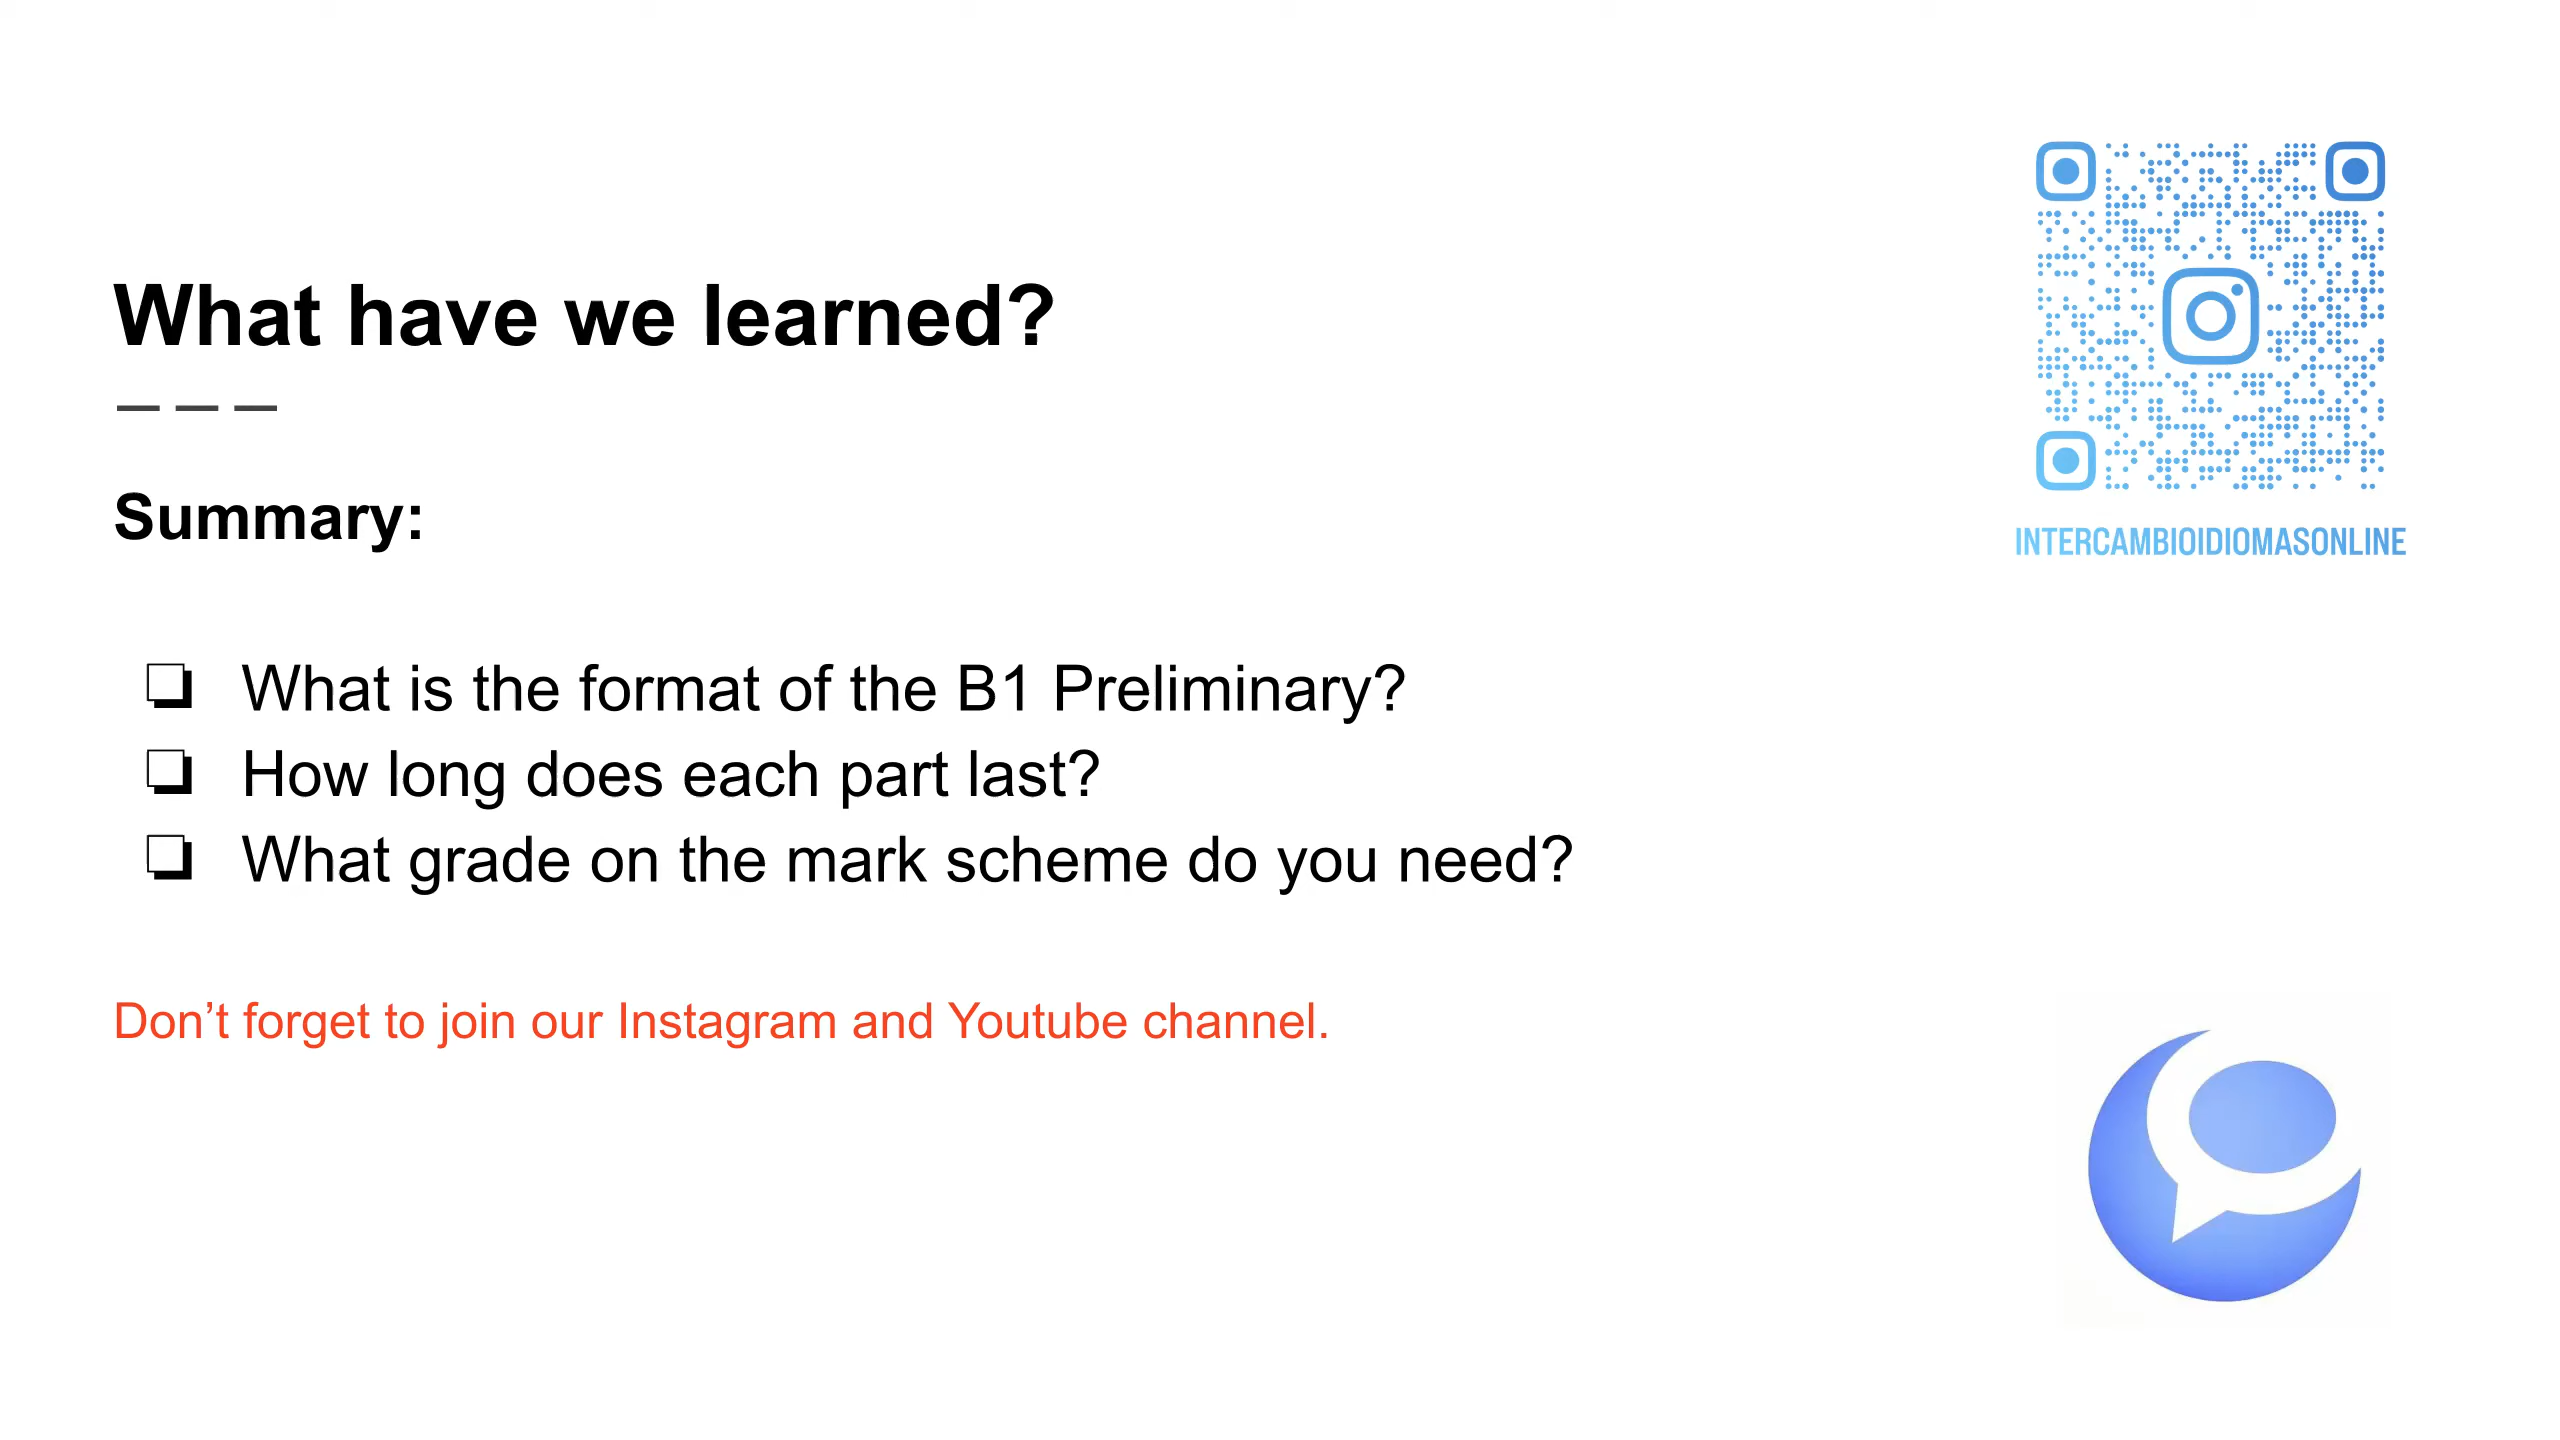 What have we learned?
Summary:
❏ What is the format of the B1 Preliminary?
❏ How long does each part last?
❏ What grade on the mark scheme do you need?
Don’t forget to join our Instagram and Youtube channel.
INTERCAMBIOIDIOMASONLINE